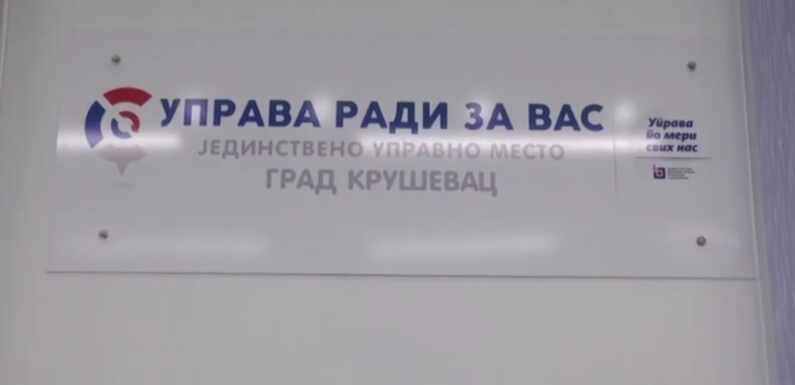 УПРАВА РАДИ ЗА ВАС
ЈЕДИНСТВЕНО УПРАВНО МЕСТО
ГРАД КРУШЕВАЦ
Управа
по мери
свих нас